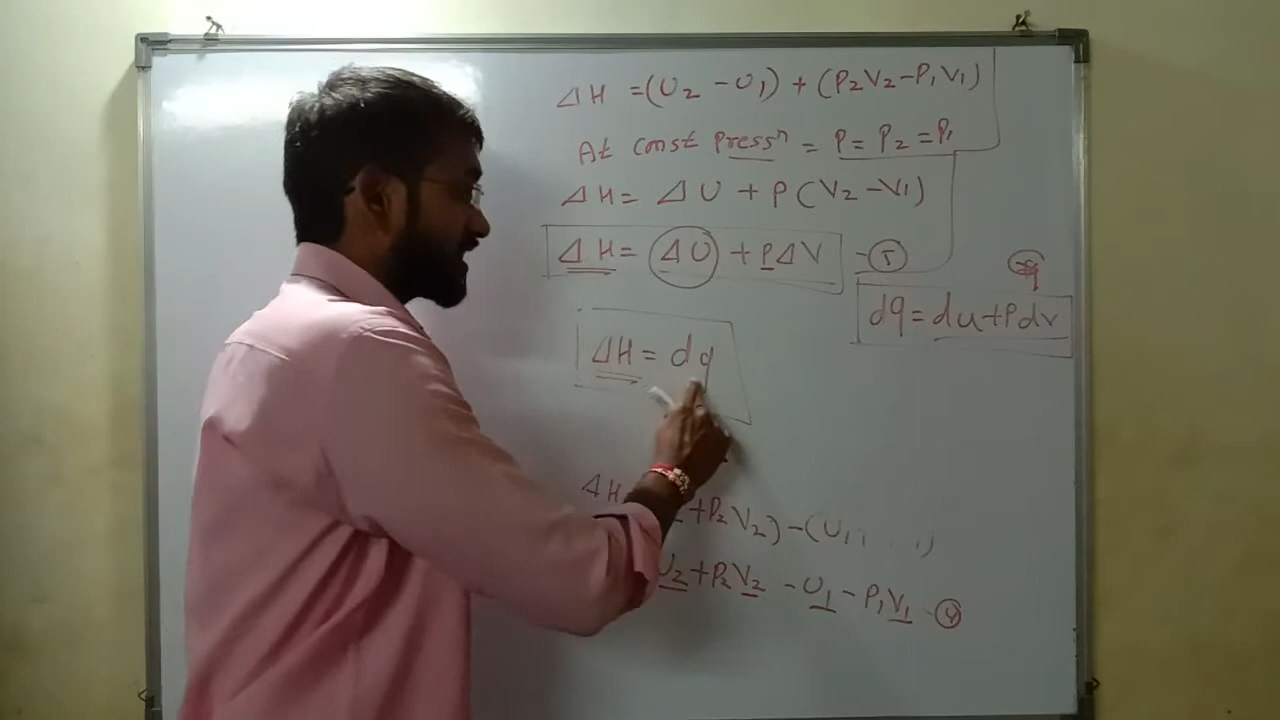 ΔH = (U₂ - U₁) + (P₂V₂ - P₁V₁)
At const Pressⁿ = P = P₂ = P₁
ΔH = ΔU + P(V₂ - V₁)
ΔH = ΔU + PΔV - ⑤
dq = du + Pdv
ΔH = dq
ΔH
+ P₂V₂) - (U₁
U₂ + P₂V₂ - U₁ - P₁V₁ - ④